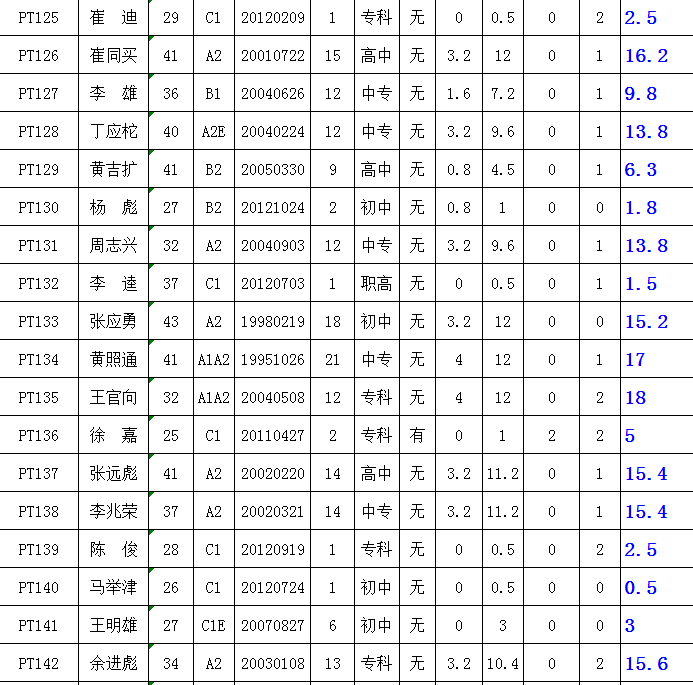 PT125 崔　迪 29 C1 20120209 1 专科 无 0 0.5 0 2 2.5
PT126 崔同买 41 A2 20010722 15 高中 无 3.2 12 0 1 16.2
PT127 李　雄 36 B1 20040626 12 中专 无 1.6 7.2 0 1 9.8
PT128 丁应柁 40 A2E 20040224 12 中专 无 3.2 9.6 0 1 13.8
PT129 黄吉扩 41 B2 20050330 9 高中 无 0.8 4.5 0 1 6.3
PT130 杨　彪 27 B2 20121024 2 初中 无 0.8 1 0 0 1.8
PT131 周志兴 32 A2 20040903 12 中专 无 3.2 9.6 0 1 13.8
PT132 李　逵 37 C1 20120703 1 职高 无 0 0.5 0 1 1.5
PT133 张应勇 43 A2 19980219 18 初中 无 3.2 12 0 0 15.2
PT134 黄照通 41 A1A2 19951026 21 中专 无 4 12 0 1 17
PT135 王官向 32 A1A2 20040508 12 专科 无 4 12 0 2 18
PT136 徐　嘉 25 C1 20110427 2 专科 有 0 1 2 2 5
PT137 张远彪 41 A2 20020220 14 高中 无 3.2 11.2 0 1 15.4
PT138 李兆荣 37 A2 20020321 14 中专 无 3.2 11.2 0 1 15.4
PT139 陈　俊 28 C1 20120919 1 专科 无 0 0.5 0 2 2.5
PT140 马举津 26 C1 20120724 1 初中 无 0 0.5 0 0 0.5
PT141 王明雄 27 C1E 20070827 6 初中 无 0 3 0 0 3
PT142 余进彪 34 A2 20030108 13 专科 无 3.2 10.4 0 2 15.6